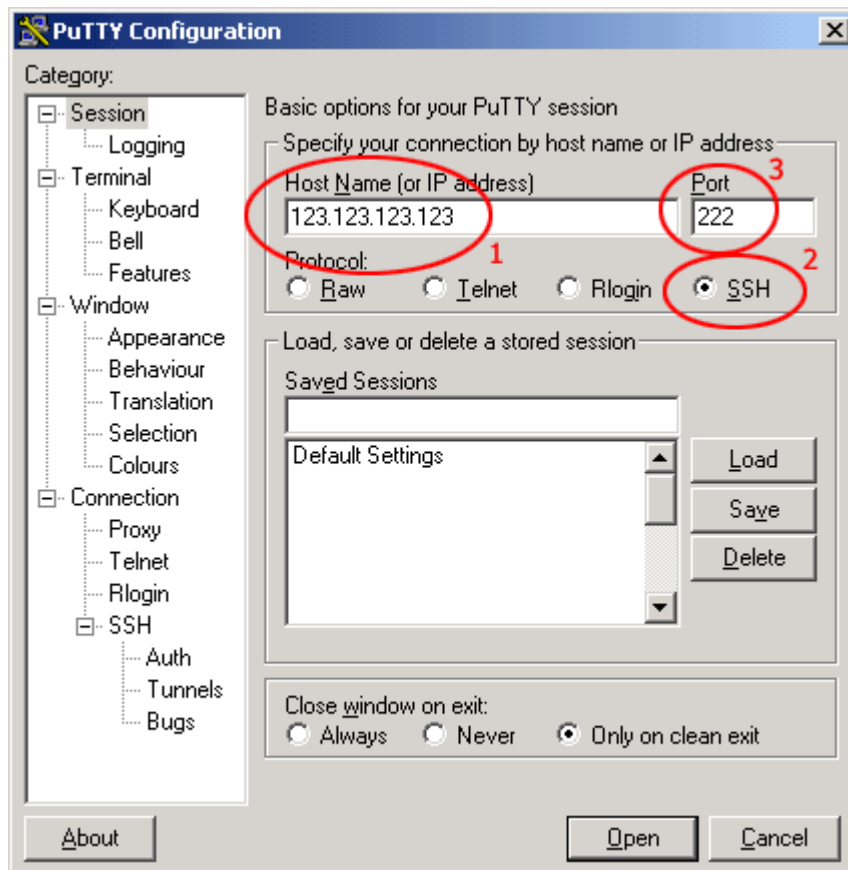 PuTTY Configuration
Category:
Session
Logging
Terminal
Keyboard
Bell
Features
Window
Appearance
Behaviour
Translation
Selection
Colours
Connection
Proxy
Telnet
Rlogin
SSH
Auth
Tunnels
Bugs
Basic options for your PuTTY session
Specify your connection by host name or IP address
Host Name (or IP address) Port 3
123.123.123.123 222
Protocol: 1 2
Raw Telnet Rlogin SSH
Load, save or delete a stored session
Saved Sessions
Default Settings
Load
Save
Delete
Close window on exit:
Always Never Only on clean exit
About Open Cancel